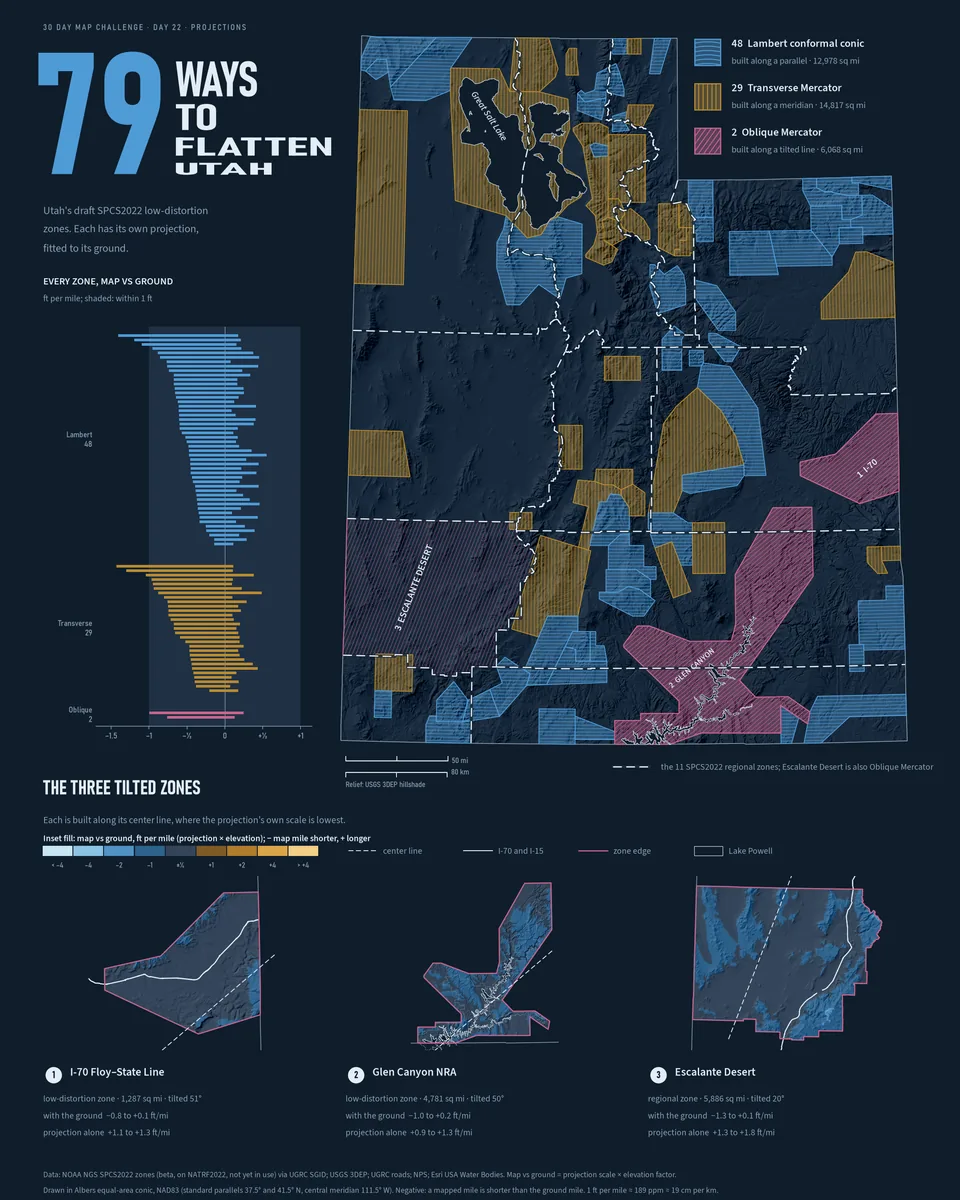 30 DAY MAP CHALLENGE · DAY 22 · PROJECTIONS
79 WAYS
TO
FLATTEN
UTAH
Utah's draft SPCS2022 low-distortion
zones. Each has its own projection,
fitted to its ground.
EVERY ZONE, MAP VS GROUND
ft per mile; shaded: within 1 ft
Lambert
48
Transverse
29
Oblique
2
−1.5
−1
−½
0
+½
+1
48 Lambert conformal conic
built along a parallel · 12,978 sq mi
29 Transverse Mercator
built along a meridian · 14,817 sq mi
2 Oblique Mercator
built along a tilted line · 6,068 sq mi
Great Salt Lake
1 I-70
3 ESCALANTE DESERT
2 GLEN CANYON
50 mi
80 km
Relief: USGS 3DEP hillshade
the 11 SPCS2022 regional zones; Escalante Desert is also Oblique Mercator
THE THREE TILTED ZONES
Each is built along its center line, where the projection's own scale is lowest.
Inset fill: map vs ground, ft per mile (projection × elevation); − map mile shorter, + longer
−4
−2
−1
±½
+1
+2
+4
center line
I-70 and I-15
zone edge
Lake Powell
1 I-70 Floy–State Line
low-distortion zone · 1,287 sq mi · tilted 51°
with the ground −0.8 to +0.1 ft/mi
projection alone +1.1 to +1.3 ft/mi
2 Glen Canyon NRA
low-distortion zone · 4,781 sq mi · tilted 50°
with the ground −1.0 to +0.2 ft/mi
projection alone +0.9 to +1.3 ft/mi
3 Escalante Desert
regional zone · 5,886 sq mi · tilted 20°
with the ground −1.3 to +0.1 ft/mi
projection alone +1.3 to +1.8 ft/mi
Data: NOAA NGS SPCS2022 zones (beta, on NATRF2022, not yet in use) via UGRC SGID; USGS 3DEP; UGRC roads; NPS; Esri USA Water Bodies. Map vs ground = projection scale × elevation factor.
Drawn in Albers equal-area conic, NAD83 (standard parallels 37.5° and 41.5° N, central meridian 111.5° W). Negative: a mapped mile is shorter than the ground mile. 1 ft per mile = 189 ppm = 19 cm per km.